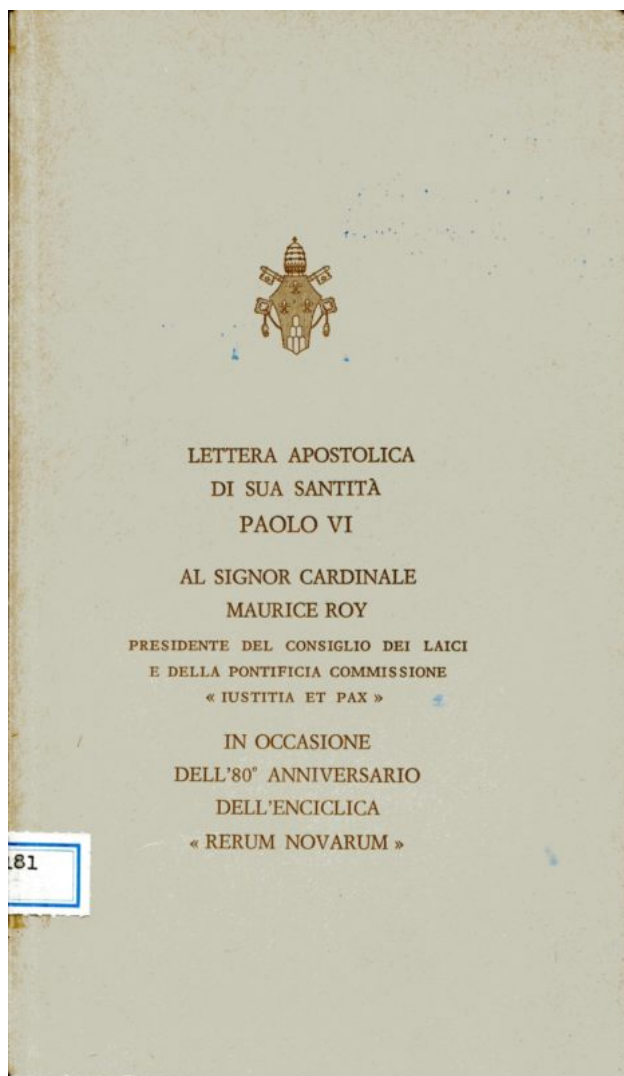 LETTERA APOSTOLICA
DI SUA SANTITÀ
PAOLO VI
AL SIGNOR CARDINALE
MAURICE ROY
PRESIDENTE DEL CONSIGLIO DEI LAICI
E DELLA PONTIFICIA COMMISSIONE
« IUSTITIA ET PAX »
IN OCCASIONE
DELL'80° ANNIVERSARIO
DELL'ENCICLICA
« RERUM NOVARUM »
181